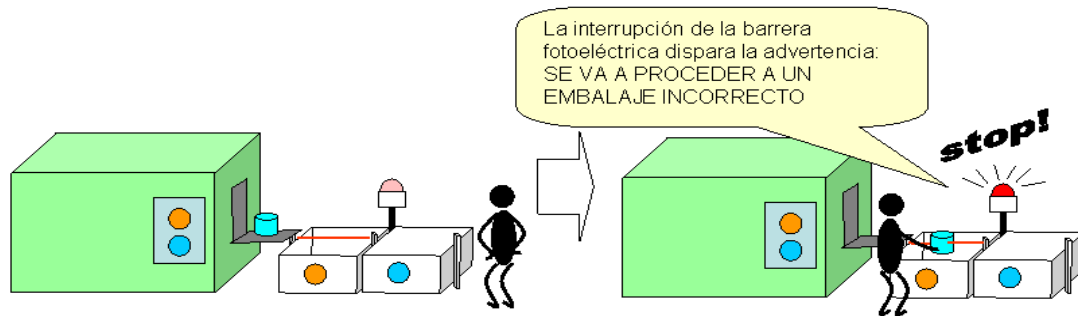 La interrupción de la barrera
fotoeléctrica dispara la advertencia:
SE VA A PROCEDER A UN
EMBALAJE INCORRECTO
stop!